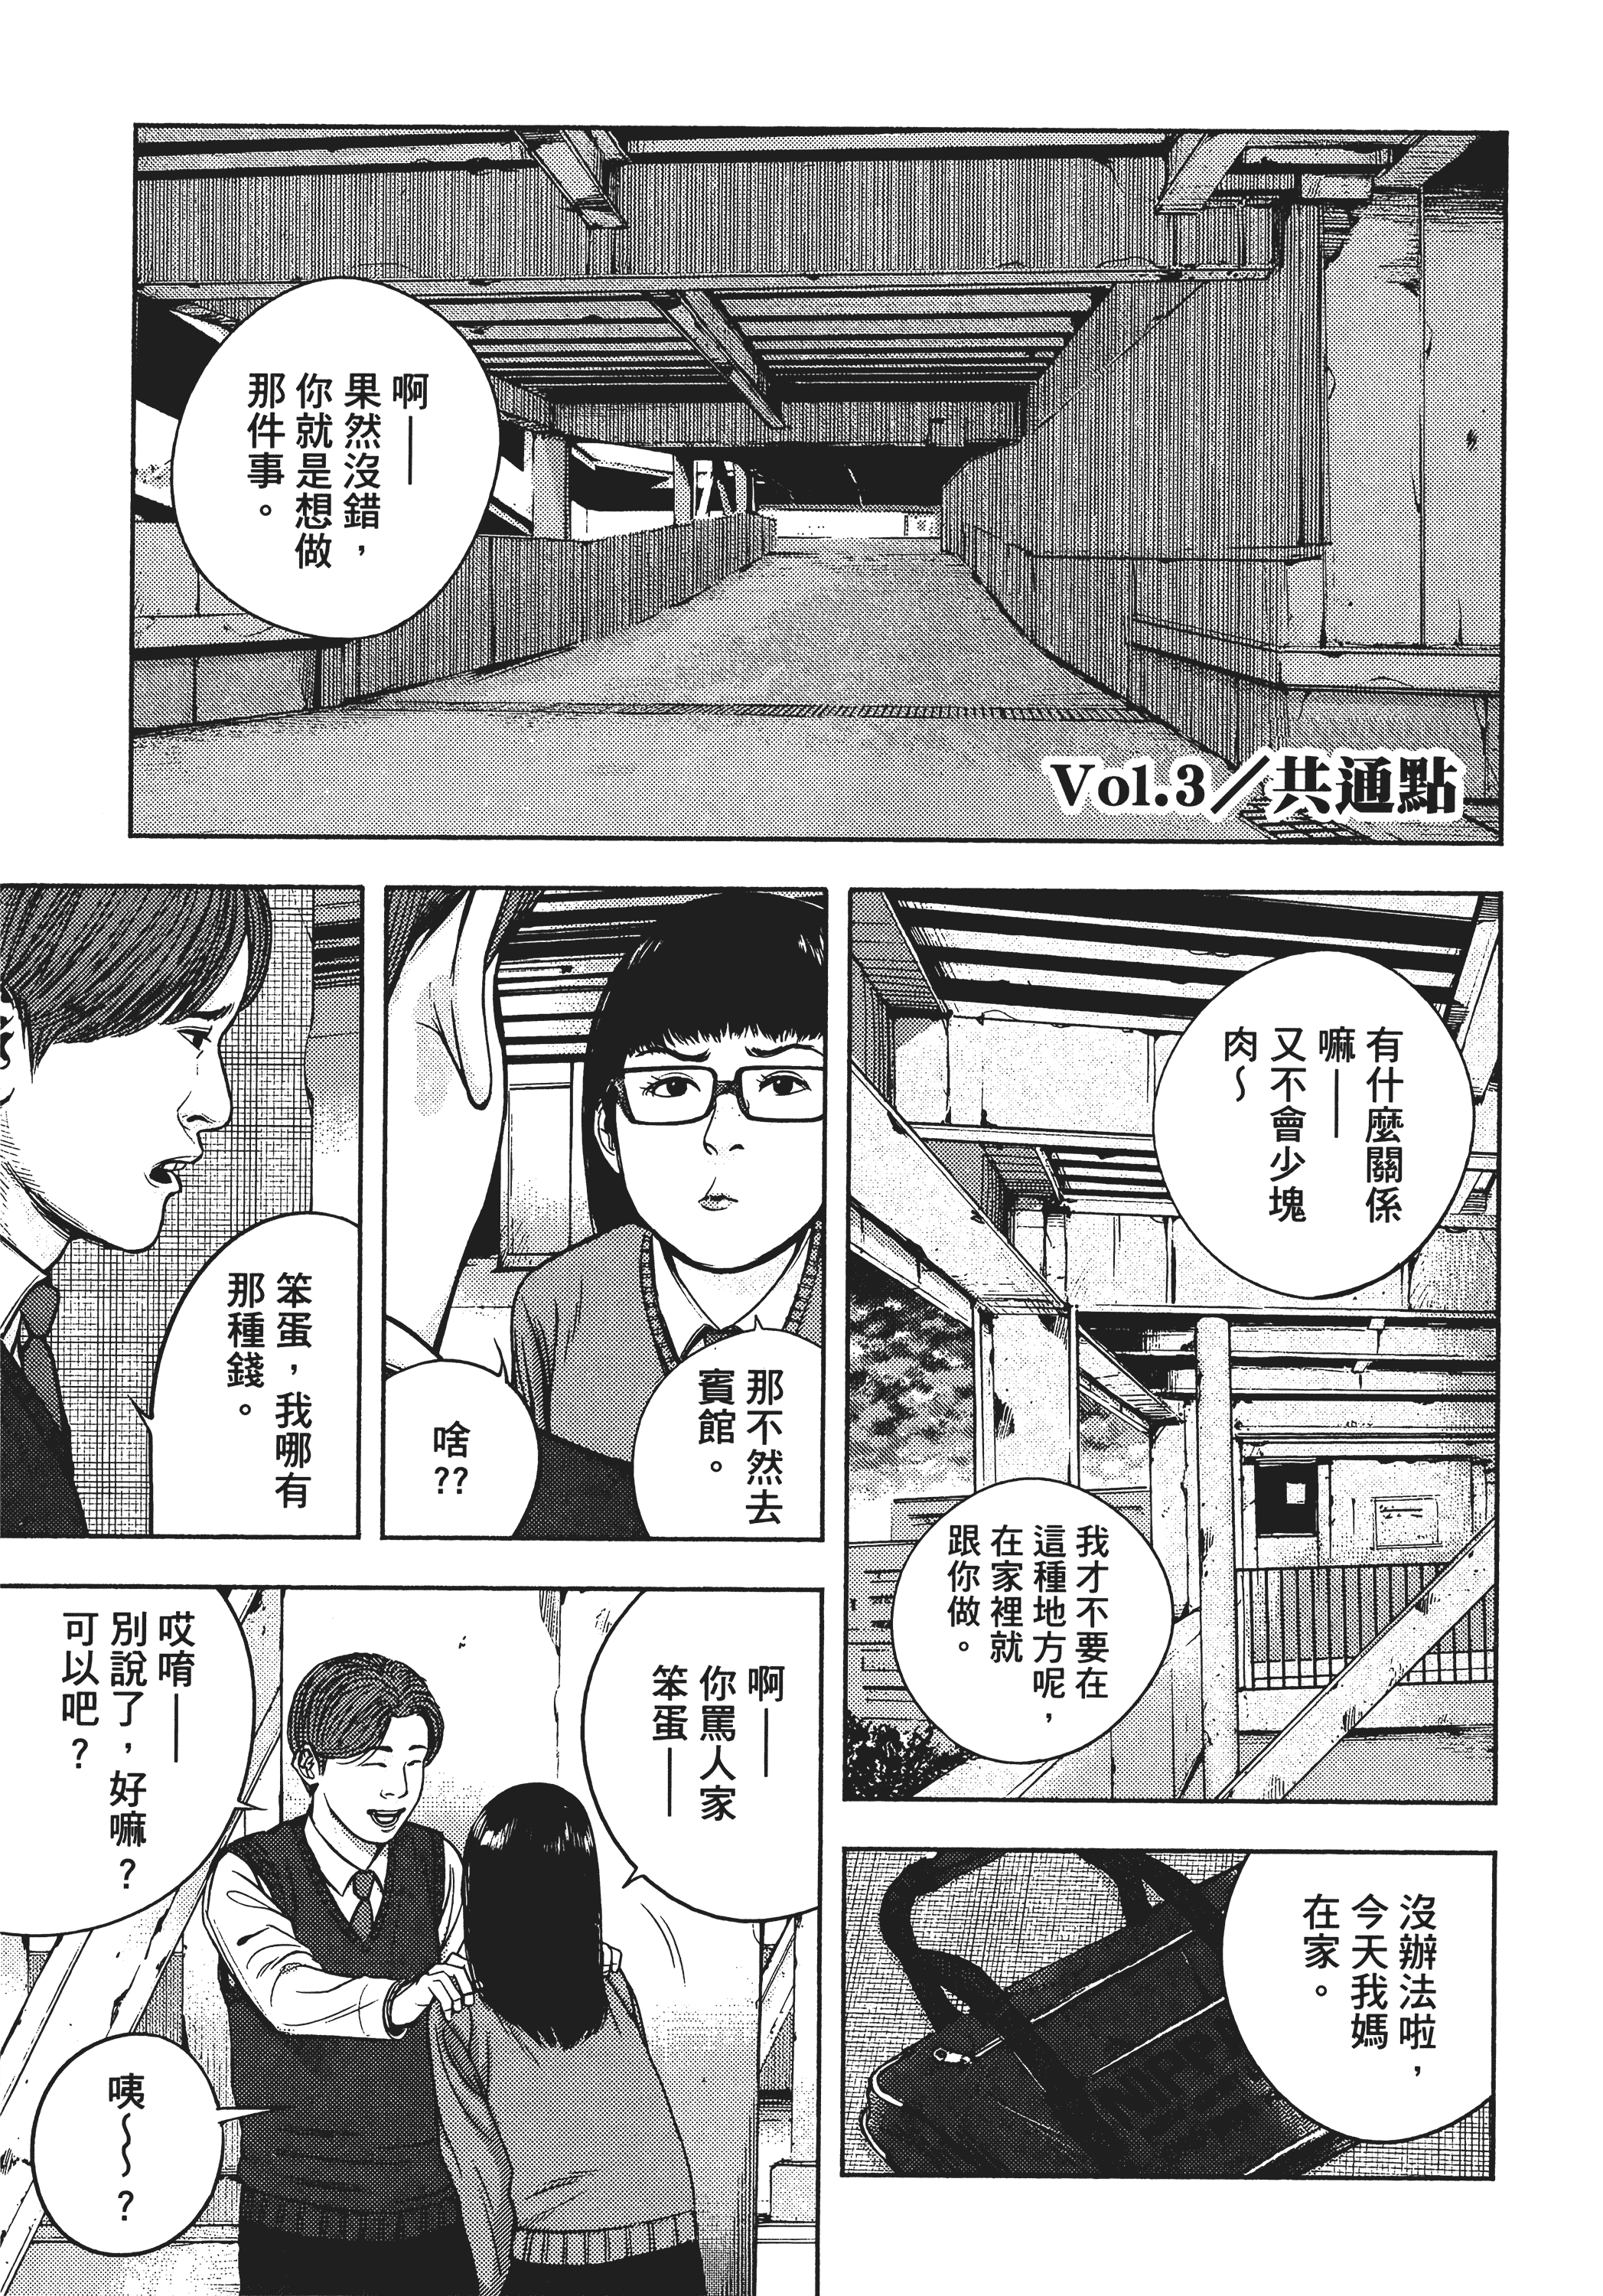 啊——
果然沒錯，
你就是想做
那件事。
Vol.3／共通點
有什麼關係
嘛——
又不會少塊
肉～
我才不要在
這種地方呢，
在家裡就
跟你做。
沒辦法啦，
今天我媽
在家。
那不然去
賓館。
啥??
笨蛋，我哪有
那種錢。
啊——
你罵人家
笨蛋——
哎唷——
別說了，好嘛？
可以吧？
咦～～？